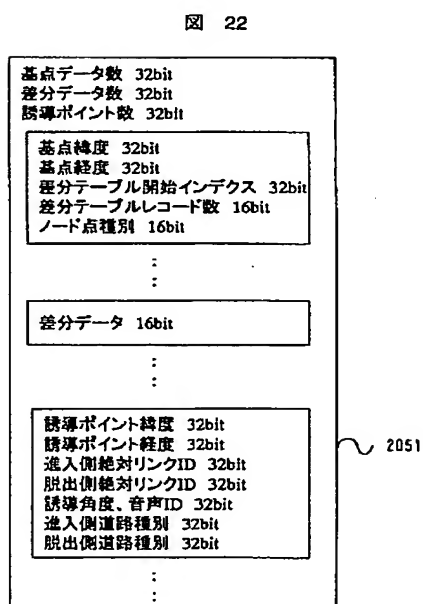 図 22
基点データ数 32bit
差分データ数 32bit
誘導ポイント数 32bit
基点緯度 32bit
基点経度 32bit
差分テーブル開始インデクス 32bit
差分テーブルレコード数 16bit
ノード点種別 16bit
差分データ 16bit
誘導ポイント緯度 32bit
誘導ポイント経度 32bit
進入側絶対リンクID 32bit
脱出側絶対リンクID 32bit
誘導角度、音声ID 32bit
進入側道路種別 32bit
脱出側道路種別 32bit
2051